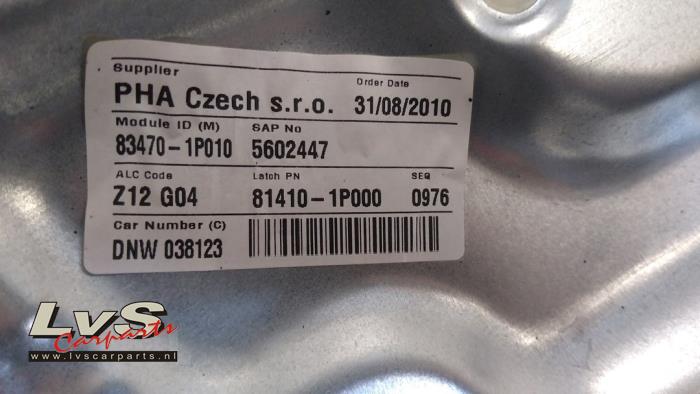 Supplier Order Date
PHA Czech s.r.o. 31/08/2010
Module ID (M) SAP No
83470-1P010 5602447
ALC Code Latch PN SEQ
Z12 G04 81410-1P000 0976
Car Number (C)
DNW 038123
LvS
Carparts
www.lvscarparts.nl